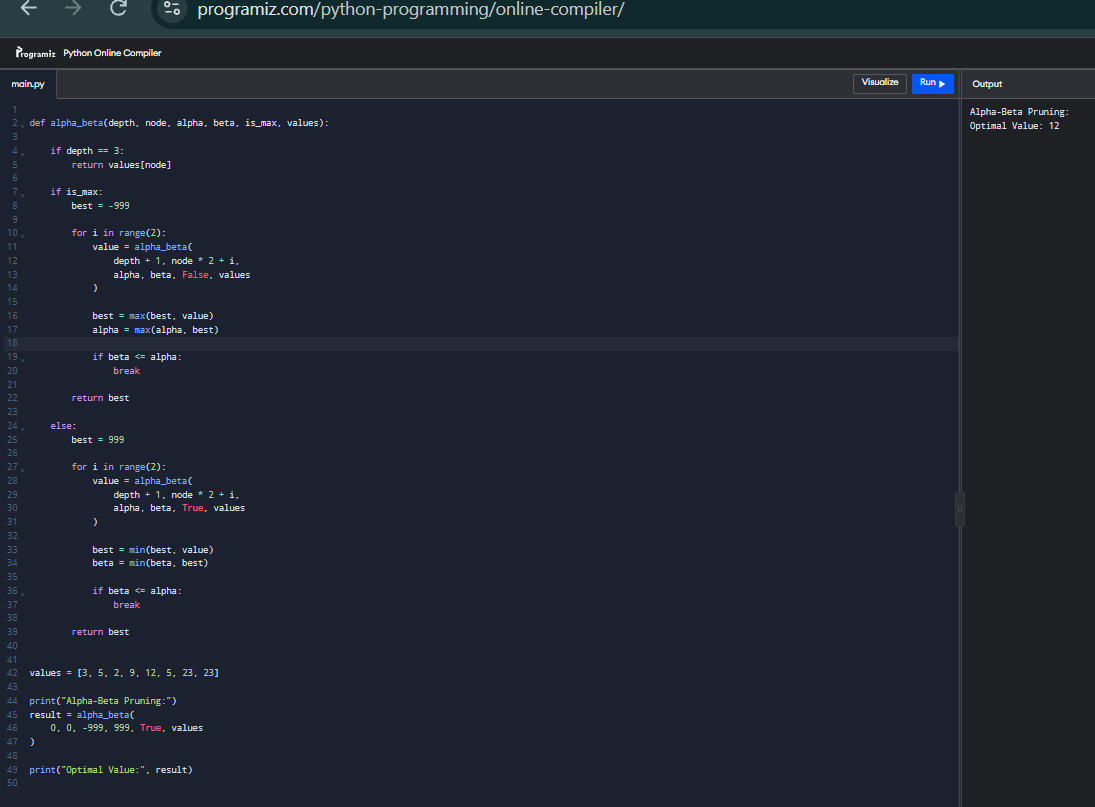 programiz.com/python-programming/online-compiler/
Programiz Python Online Compiler
main.py
Visualize
Run
Output
1
2 def alpha_beta(depth, node, alpha, beta, is_max, values):
3
4     if depth == 3:
5         return values[node]
6
7     if is_max:
8         best = -999
9
10         for i in range(2):
11             value = alpha_beta(
12                 depth + 1, node * 2 + i,
13                 alpha, beta, False, values
14             )
15
16             best = max(best, value)
17             alpha = max(alpha, best)
18
19             if beta <= alpha:
20                 break
21
22         return best
23
24     else:
25         best = 999
26
27         for i in range(2):
28             value = alpha_beta(
29                 depth + 1, node * 2 + i,
30                 alpha, beta, True, values
31             )
32
33             best = min(best, value)
34             beta = min(beta, best)
35
36             if beta <= alpha:
37                 break
38
39         return best
40
41
42 values = [3, 5, 2, 9, 12, 5, 23, 23]
43
44 print("Alpha-Beta Pruning:")
45 result = alpha_beta(
46     0, 0, -999, 999, True, values
47 )
48
49 print("Optimal Value:", result)
50
Alpha-Beta Pruning:
Optimal Value: 12